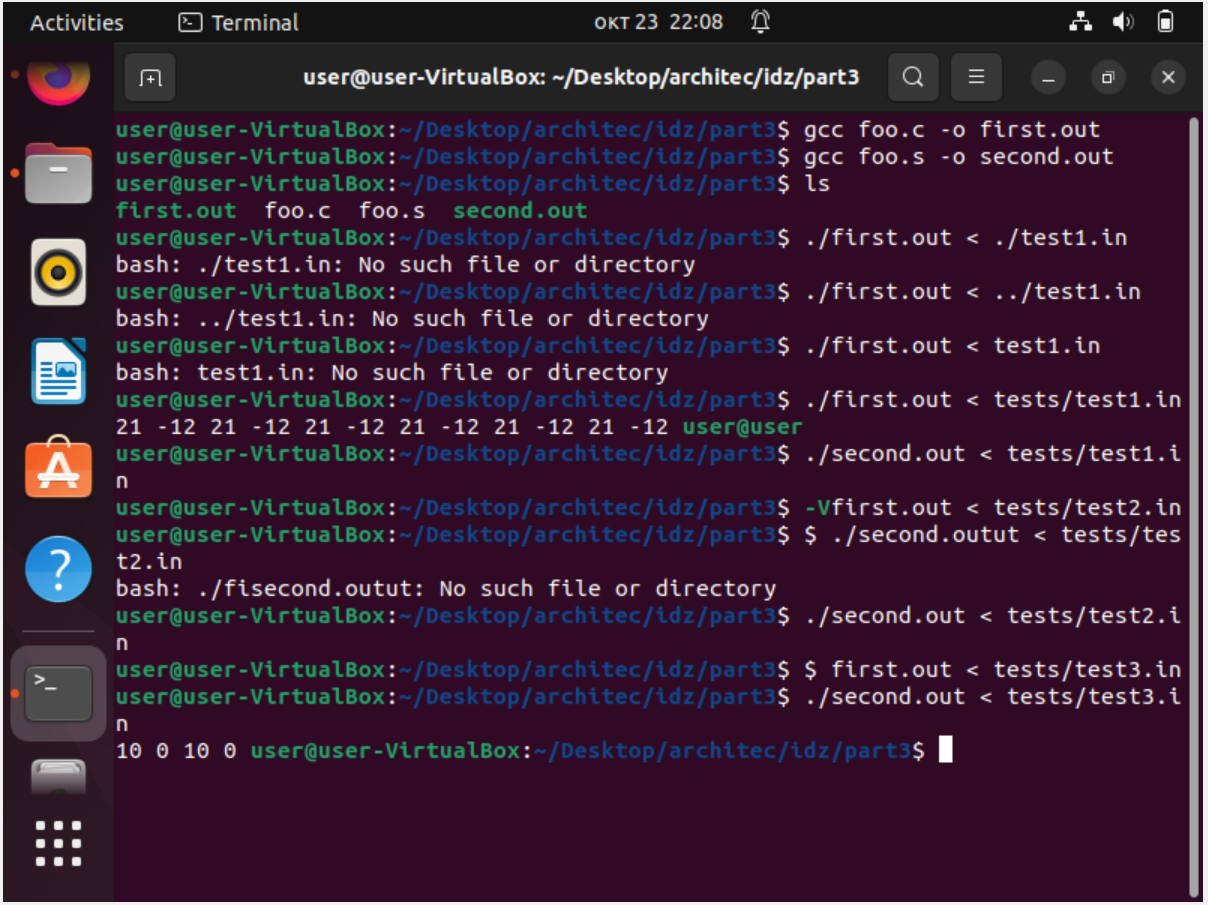 Activities Terminal окт 23 22:08
user@user-VirtualBox: ~/Desktop/architec/idz/part3
user@user-VirtualBox:~/Desktop/architec/idz/part3$ gcc foo.c -o first.out
user@user-VirtualBox:~/Desktop/architec/idz/part3$ gcc foo.s -o second.out
user@user-VirtualBox:~/Desktop/architec/idz/part3$ ls
first.out foo.c foo.s second.out
user@user-VirtualBox:~/Desktop/architec/idz/part3$ ./first.out < ./test1.in
bash: ./test1.in: No such file or directory
user@user-VirtualBox:~/Desktop/architec/idz/part3$ ./first.out < ../test1.in
bash: ../test1.in: No such file or directory
user@user-VirtualBox:~/Desktop/architec/idz/part3$ ./first.out < test1.in
bash: test1.in: No such file or directory
user@user-VirtualBox:~/Desktop/architec/idz/part3$ ./first.out < tests/test1.in
21 -12 21 -12 21 -12 21 -12 21 -12 21 -12 user@user
user@user-VirtualBox:~/Desktop/architec/idz/part3$ ./second.out < tests/test1.i
n
user@user-VirtualBox:~/Desktop/architec/idz/part3$ -Vfirst.out < tests/test2.in
user@user-VirtualBox:~/Desktop/architec/idz/part3$ $ ./second.outut < tests/tes
t2.in
bash: ./fisecond.outut: No such file or directory
user@user-VirtualBox:~/Desktop/architec/idz/part3$ ./second.out < tests/test2.i
n
user@user-VirtualBox:~/Desktop/architec/idz/part3$ $ first.out < tests/test3.in
user@user-VirtualBox:~/Desktop/architec/idz/part3$ ./second.out < tests/test3.i
n
10 0 10 0 user@user-VirtualBox:~/Desktop/architec/idz/part3$